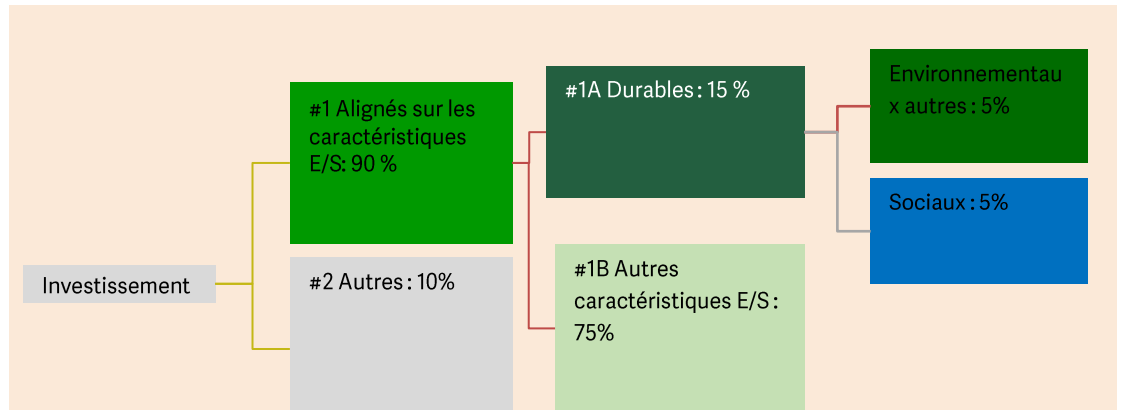 Investissement
#1 Alignés sur les
caractéristiques
E/S: 90 %
#2 Autres : 10%
#1A Durables : 15 %
#1B Autres
caractéristiques E/S :
75%
Environnementau
x autres : 5%
Sociaux : 5%